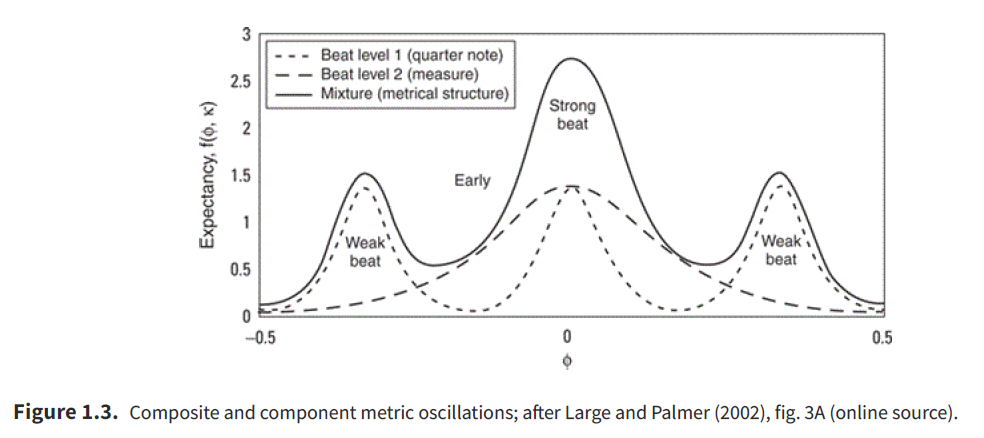 3
2.5
2
1.5
1
0.5
0
Expectancy, f(ϕ, κ)
Beat level 1 (quarter note)
Beat level 2 (measure)
Mixture (metrical structure)
Strong
beat
Early
Weak
beat
Weak
beat
–0.5
0
0.5
ϕ
Figure 1.3. Composite and component metric oscillations; after Large and Palmer (2002), fig. 3A (online source).